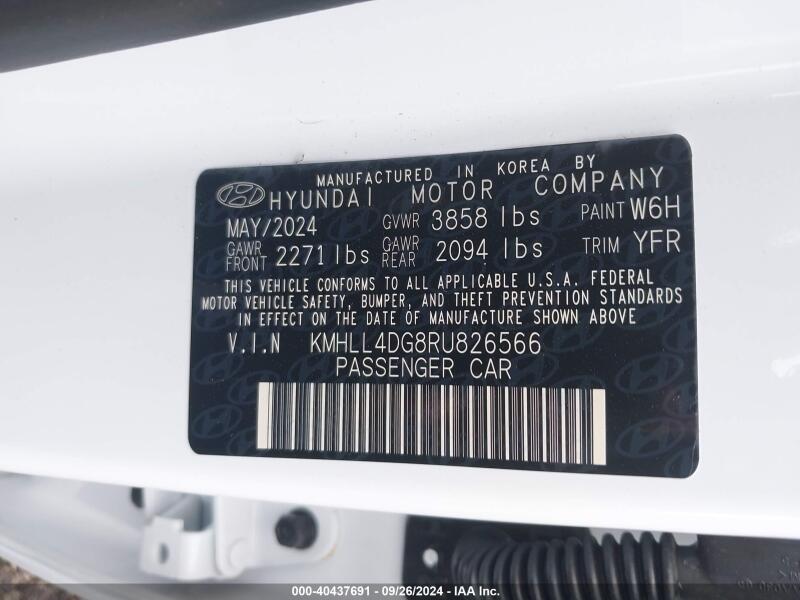 MANUFACTURED IN KOREA BY
HYUNDAI MOTOR COMPANY
MAY/2024 GVWR 3858 lbs PAINT W6H
GAWR FRONT 2271 lbs GAWR REAR 2094 lbs TRIM YFR
THIS VEHICLE CONFORMS TO ALL APPLICABLE U.S.A. FEDERAL
MOTOR VEHICLE SAFETY, BUMPER, AND THEFT PREVENTION STANDARDS
IN EFFECT ON THE DATE OF MANUFACTURE SHOWN ABOVE
V.I.N KMHLL4DG8RU826566
PASSENGER CAR
000-40437691 - 09/26/2024 - © IAA Inc.